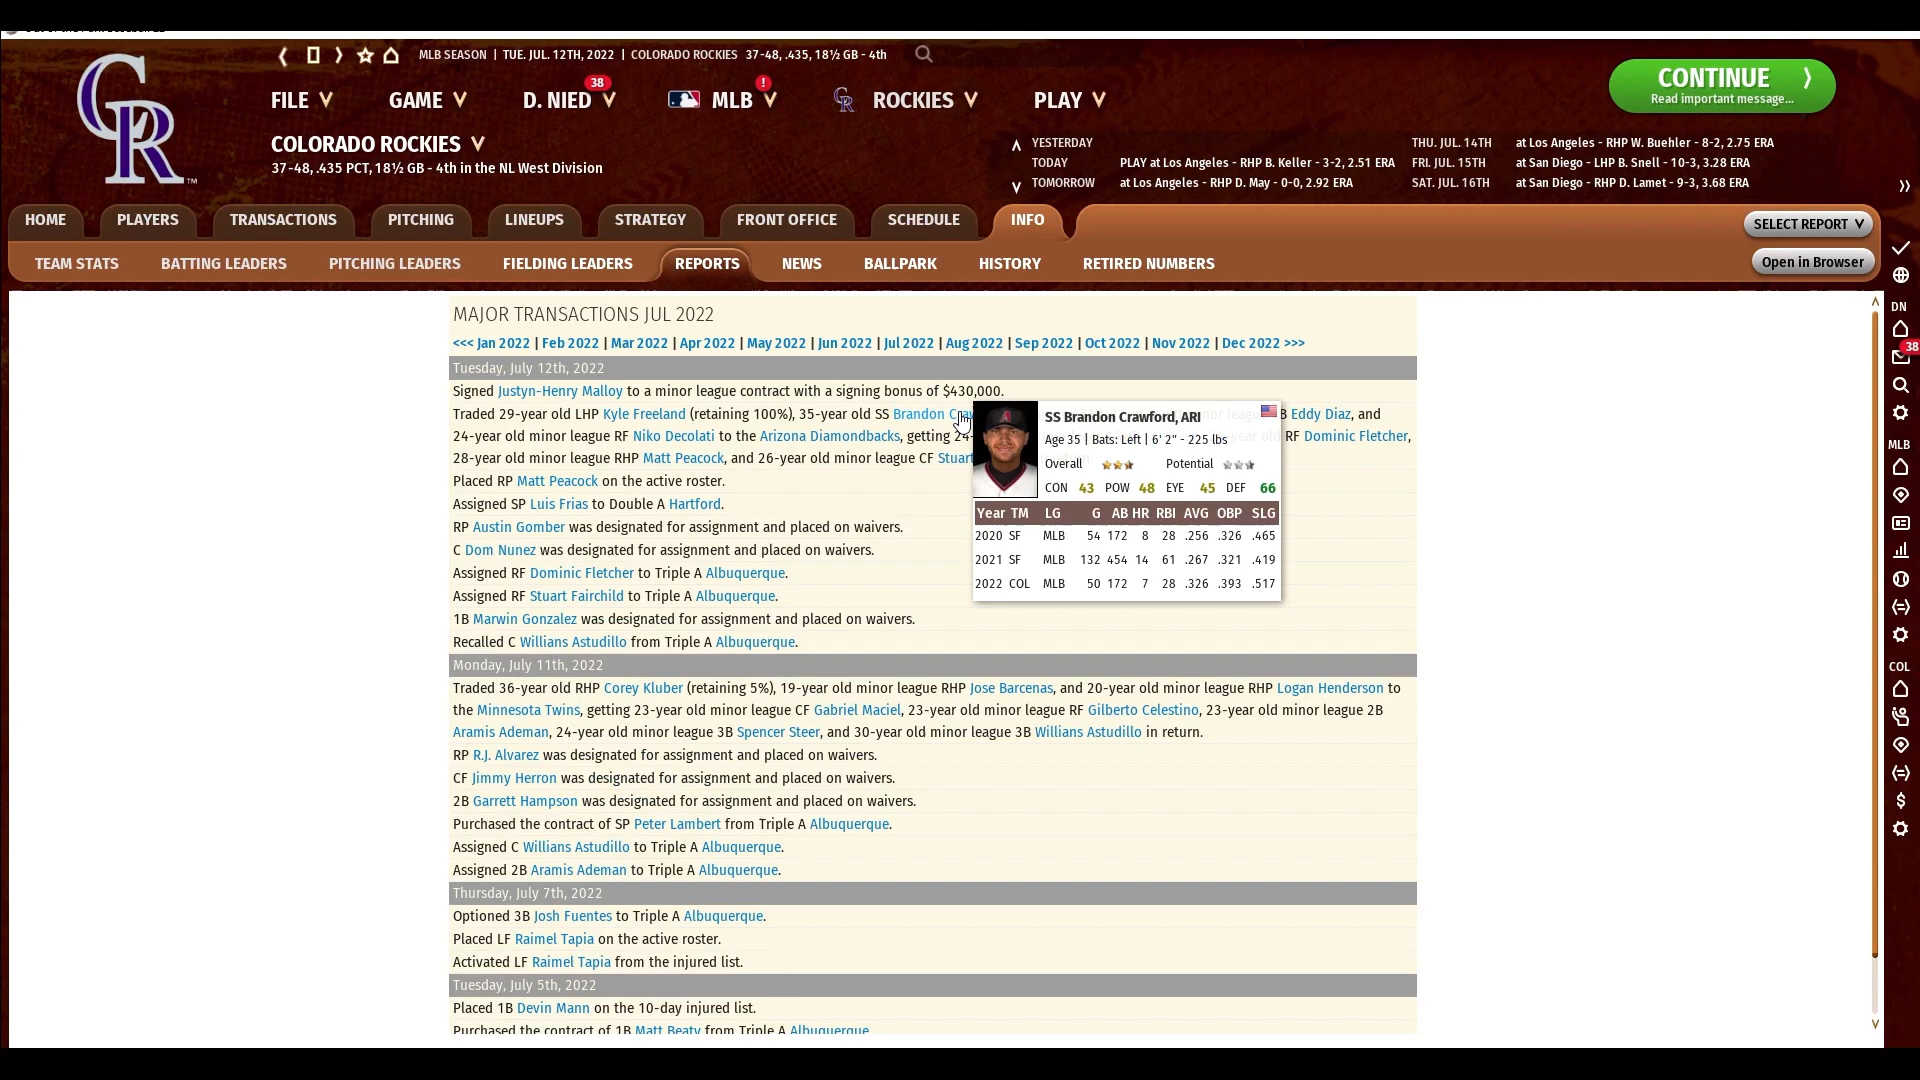 MLB SEASON | TUE. JUL. 12TH, 2022 | COLORADO ROCKIES 37-48, .435, 18½ GB - 4th
38
!
FILE GAME D. NIED MLB ROCKIES PLAY
CONTINUE
Read important message...
COLORADO ROCKIES
37-48, .435 PCT, 18½ GB - 4th in the NL West Division
YESTERDAY
TODAY PLAY at Los Angeles - RHP B. Keller - 3-2, 2.51 ERA
TOMORROW at Los Angeles - RHP D. May - 0-0, 2.92 ERA
THU. JUL. 14TH at Los Angeles - RHP W. Buehler - 8-2, 2.75 ERA
FRI. JUL. 15TH at San Diego - LHP B. Snell - 10-3, 3.28 ERA
SAT. JUL. 16TH at San Diego - RHP D. Lamet - 9-3, 3.68 ERA
CR
TM
HOME PLAYERS TRANSACTIONS PITCHING LINEUPS STRATEGY FRONT OFFICE SCHEDULE INFO
SELECT REPORT
TEAM STATS BATTING LEADERS PITCHING LEADERS FIELDING LEADERS REPORTS NEWS BALLPARK HISTORY RETIRED NUMBERS
Open in Browser
MAJOR TRANSACTIONS JUL 2022
<<< Jan 2022 | Feb 2022 | Mar 2022 | Apr 2022 | May 2022 | Jun 2022 | Jul 2022 | Aug 2022 | Sep 2022 | Oct 2022 | Nov 2022 | Dec 2022 >>>
Tuesday, July 12th, 2022
Signed Justyn-Henry Malloy to a minor league contract with a signing bonus of $430,000.
Traded 29-year old LHP Kyle Freeland (retaining 100%), 35-year old SS Brandon Eddy Diaz, and
24-year old minor league RF Niko Decolati to the Arizona Diamondbacks, getting 24- RF Dominic Fletcher,
28-year old minor league RHP Matt Peacock, and 26-year old minor league CF Stuart
Placed RP Matt Peacock on the active roster.
Assigned SP Luis Frias to Double A Hartford.
RP Austin Gomber was designated for assignment and placed on waivers.
C Dom Nunez was designated for assignment and placed on waivers.
Assigned RF Dominic Fletcher to Triple A Albuquerque.
Assigned RF Stuart Fairchild to Triple A Albuquerque.
1B Marwin Gonzalez was designated for assignment and placed on waivers.
Recalled C Willians Astudillo from Triple A Albuquerque.
SS Brandon Crawford, ARI
Age 35 | Bats: Left | 6' 2" - 225 lbs
Overall Potential
CON 43 POW 48 EYE 45 DEF 66
Year TM LG G AB HR RBI AVG OBP SLG
2020 SF MLB 54 172 8 28 .256 .326 .465
2021 SF MLB 132 454 14 61 .267 .321 .419
2022 COL MLB 50 172 7 28 .326 .393 .517
Monday, July 11th, 2022
Traded 36-year old RHP Corey Kluber (retaining 5%), 19-year old minor league RHP Jose Barcenas, and 20-year old minor league RHP Logan Henderson to
the Minnesota Twins, getting 23-year old minor league CF Gabriel Maciel, 23-year old minor league RF Gilberto Celestino, 23-year old minor league 2B
Aramis Ademan, 24-year old minor league 3B Spencer Steer, and 30-year old minor league 3B Willians Astudillo in return.
RP R.J. Alvarez was designated for assignment and placed on waivers.
CF Jimmy Herron was designated for assignment and placed on waivers.
2B Garrett Hampson was designated for assignment and placed on waivers.
Purchased the contract of SP Peter Lambert from Triple A Albuquerque.
Assigned C Willians Astudillo to Triple A Albuquerque.
Assigned 2B Aramis Ademan to Triple A Albuquerque.
Thursday, July 7th, 2022
Optioned 3B Josh Fuentes to Triple A Albuquerque.
Placed LF Raimel Tapia on the active roster.
Activated LF Raimel Tapia from the injured list.
Tuesday, July 5th, 2022
Placed 1B Devin Mann on the 10-day injured list.
Purchased the contract of 1B Matt Beaty from Triple A Albuquerque
DN
38
MLB
COL